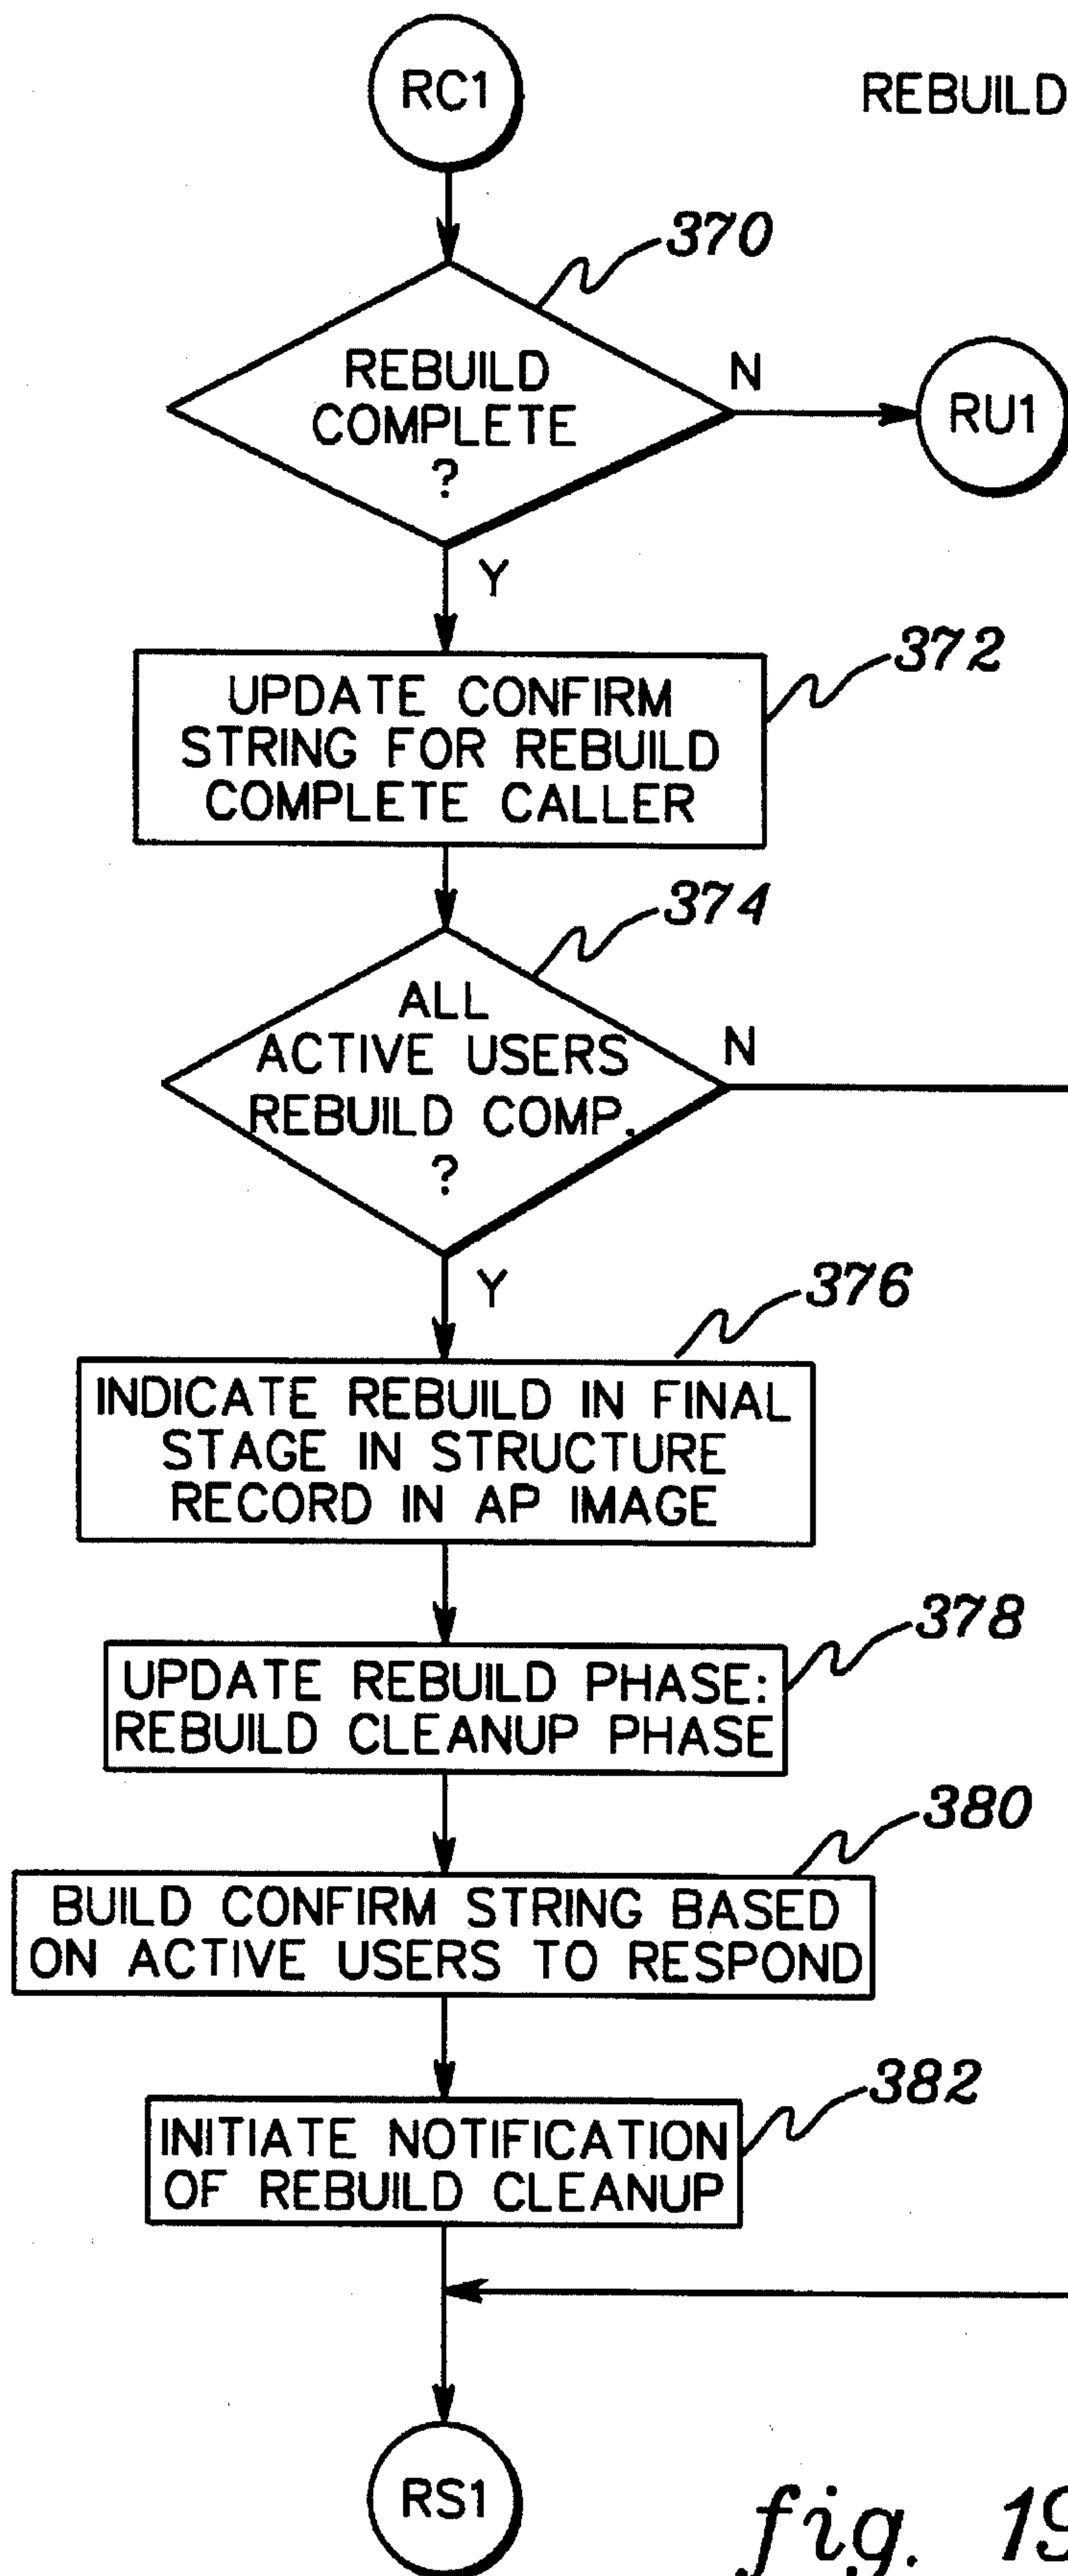 RC1
REBUILD
370
REBUILD
COMPLETE
?
N
RU1
Y
372
UPDATE CONFIRM
STRING FOR REBUILD
COMPLETE CALLER
374
ALL
ACTIVE USERS
REBUILD COMP.
?
N
Y
376
INDICATE REBUILD IN FINAL
STAGE IN STRUCTURE
RECORD IN AP IMAGE
378
UPDATE REBUILD PHASE:
REBUILD CLEANUP PHASE
380
BUILD CONFIRM STRING BASED
ON ACTIVE USERS TO RESPOND
382
INITIATE NOTIFICATION
OF REBUILD CLEANUP
RS1
fig. 19